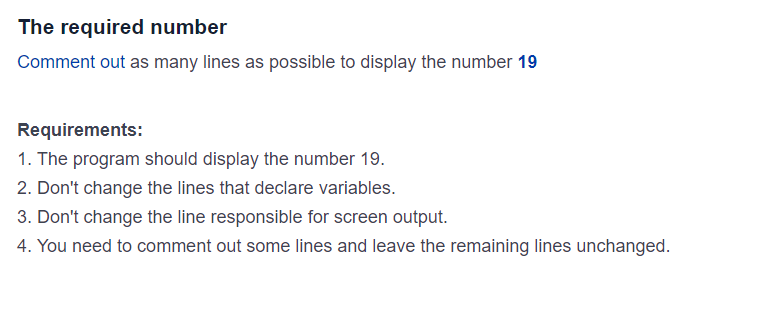 The required number
Comment out as many lines as possible to display the number 19
Requirements:
1. The program should display the number 19.
2. Don't change the lines that declare variables.
3. Don't change the line responsible for screen output.
4. You need to comment out some lines and leave the remaining lines unchanged.